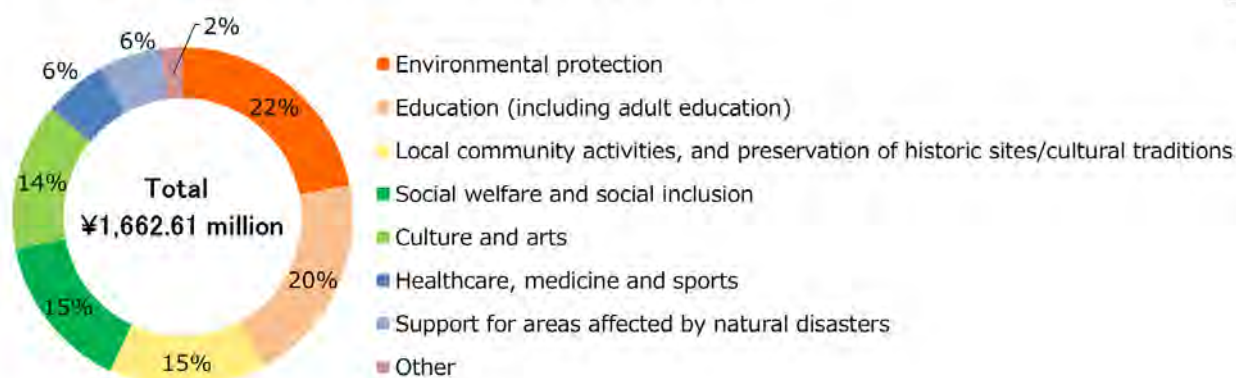 2%
6%
6%
22%
14%
20%
15%
15%
Total
¥1,662.61 million
Environmental protection
Education (including adult education)
Local community activities, and preservation of historic sites/cultural traditions
Social welfare and social inclusion
Culture and arts
Healthcare, medicine and sports
Support for areas affected by natural disasters
Other